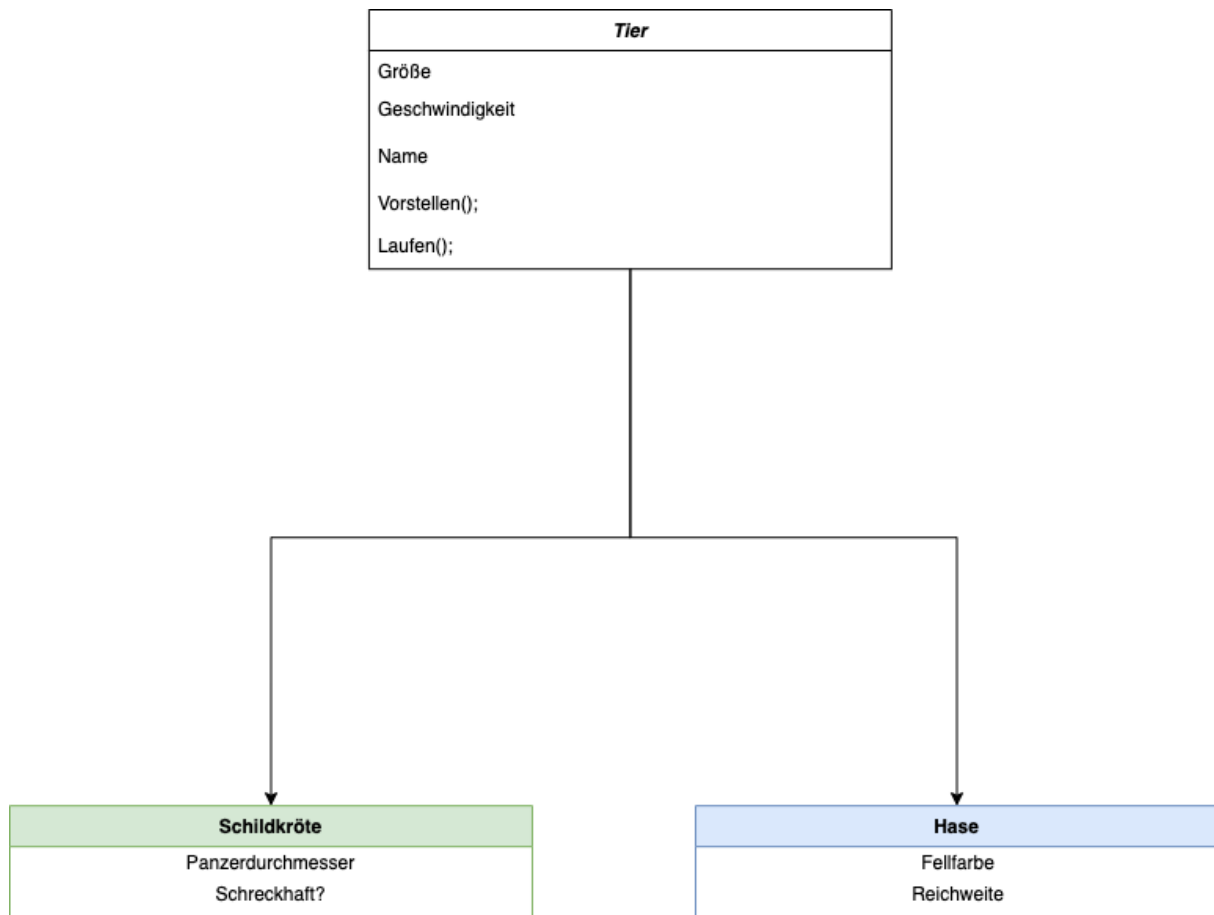 Tier
Größe
Geschwindigkeit
Name
Vorstellen();
Laufen();
Schildkröte
Panzerdurchmesser
Schreckhaft?
Hase
Fellfarbe
Reichweite